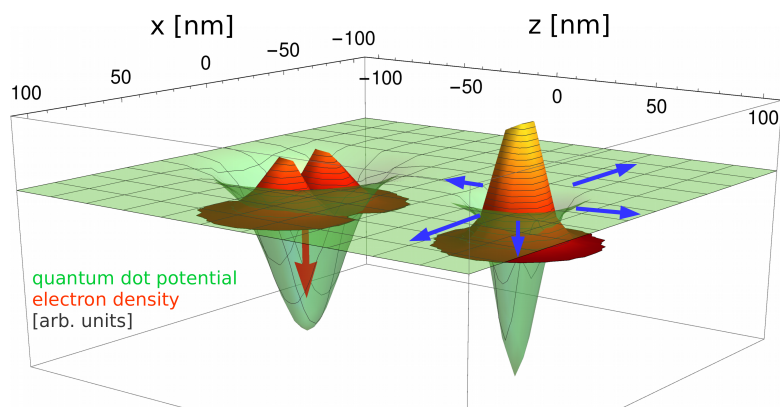 x [nm]
z [nm]
100
50
0
−50
−100
−100
−50
0
50
100
quantum dot potential
electron density
[arb. units]